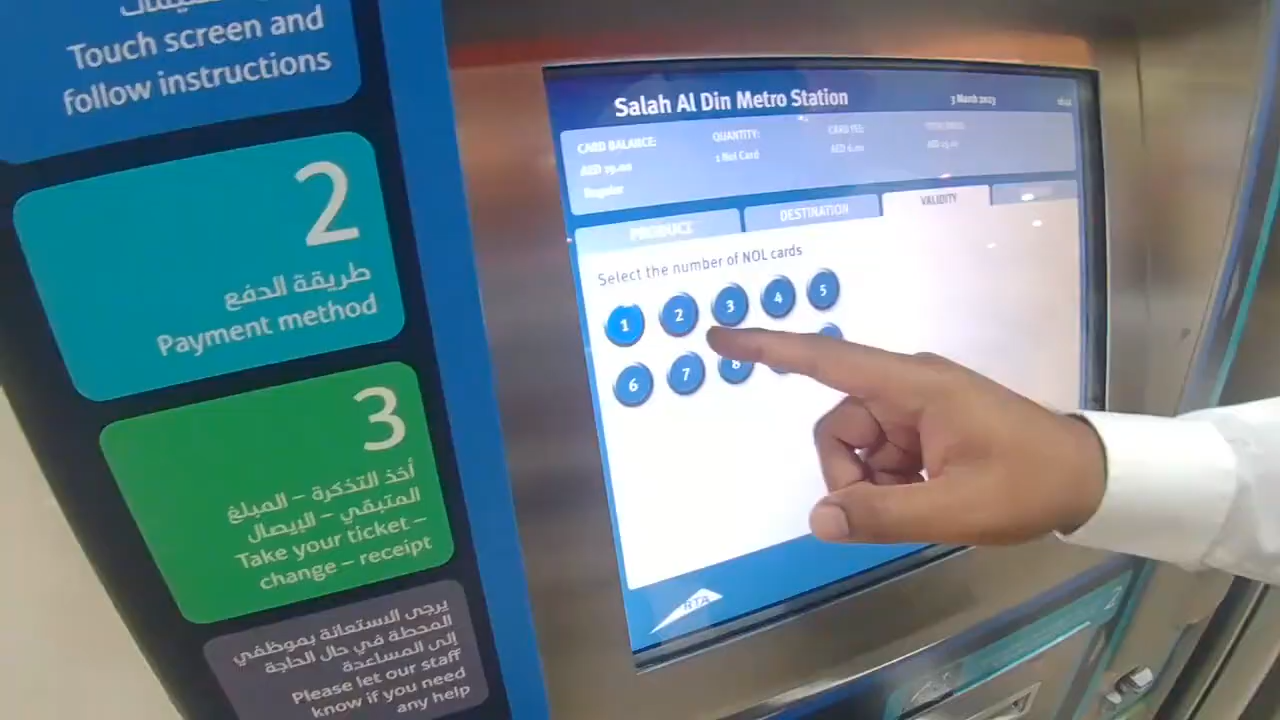 Touch screen and
follow instructions
2
طريقة الدفع
Payment method
3
أخذ التذكرة – المبلغ
المتبقي – الإيصال
Take your ticket –
change – receipt
يرجى الاستعانة بموظفي
المحطة في حال الحاجة
إلى المساعدة
Please let our staff
know if you need
any help
Salah Al Din Metro Station
3 March 2023
CARD BALANCE:
AED 19.00
Regular
QUANTITY:
1 Nol Card
CARD FEE:
AED 6.00
PRODUCT
DESTINATION
VALIDITY
Select the number of NOL cards
1 2 3 4 5
6 7 8
RTA
2